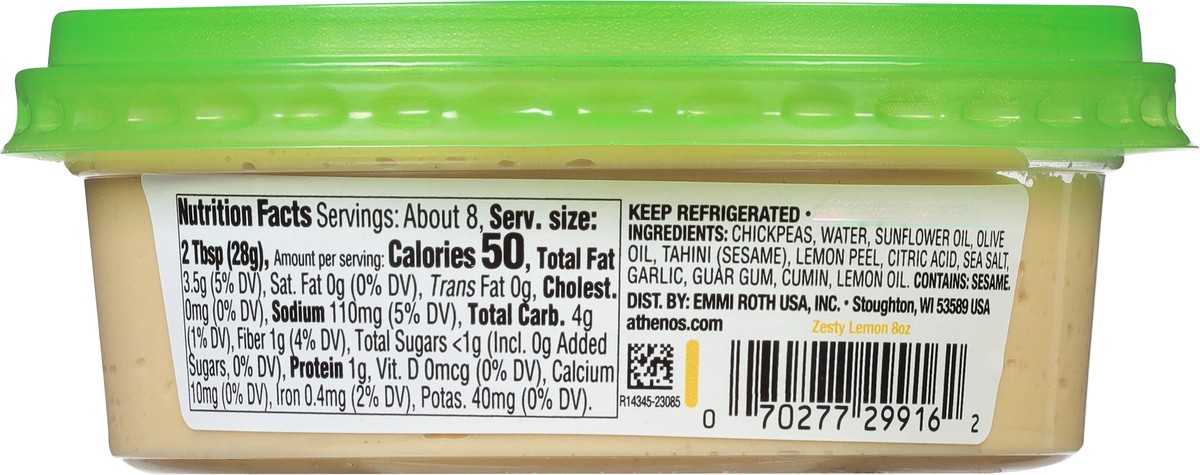 Nutrition Facts Servings: About 8, Serv. size:
2 Tbsp (28g), Amount per serving: Calories 50, Total Fat
3.5g (5% DV), Sat. Fat 0g (0% DV), Trans Fat 0g, Cholest.
0mg (0% DV), Sodium 110mg (5% DV), Total Carb. 4g
(1% DV), Fiber 1g (4% DV), Total Sugars <1g (Incl. 0g Added
Sugars, 0% DV), Protein 1g, Vit. D 0mcg (0% DV), Calcium
10mg (0% DV), Iron 0.4mg (2% DV), Potas. 40mg (0% DV).
KEEP REFRIGERATED •
INGREDIENTS: CHICKPEAS, WATER, SUNFLOWER OIL, OLIVE
OIL, TAHINI (SESAME), LEMON PEEL, CITRIC ACID, SEA SALT,
GARLIC, GUAR GUM, CUMIN, LEMON OIL. CONTAINS: SESAME.
DIST. BY: EMMI ROTH USA, INC. • Stoughton, WI 53589 USA
athenos.com
Zesty Lemon 8oz
R14345-23085
0 70277 29916 2